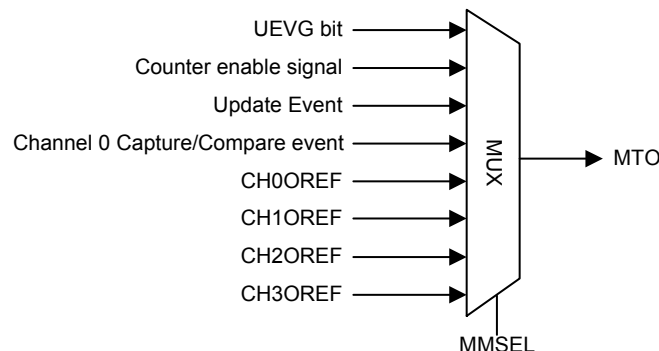 UEVG bit
Counter enable signal
Update Event
Channel 0 Capture/Compare event
CH0OREF
CH1OREF
CH2OREF
CH3OREF
MUX
MTO
MMSEL